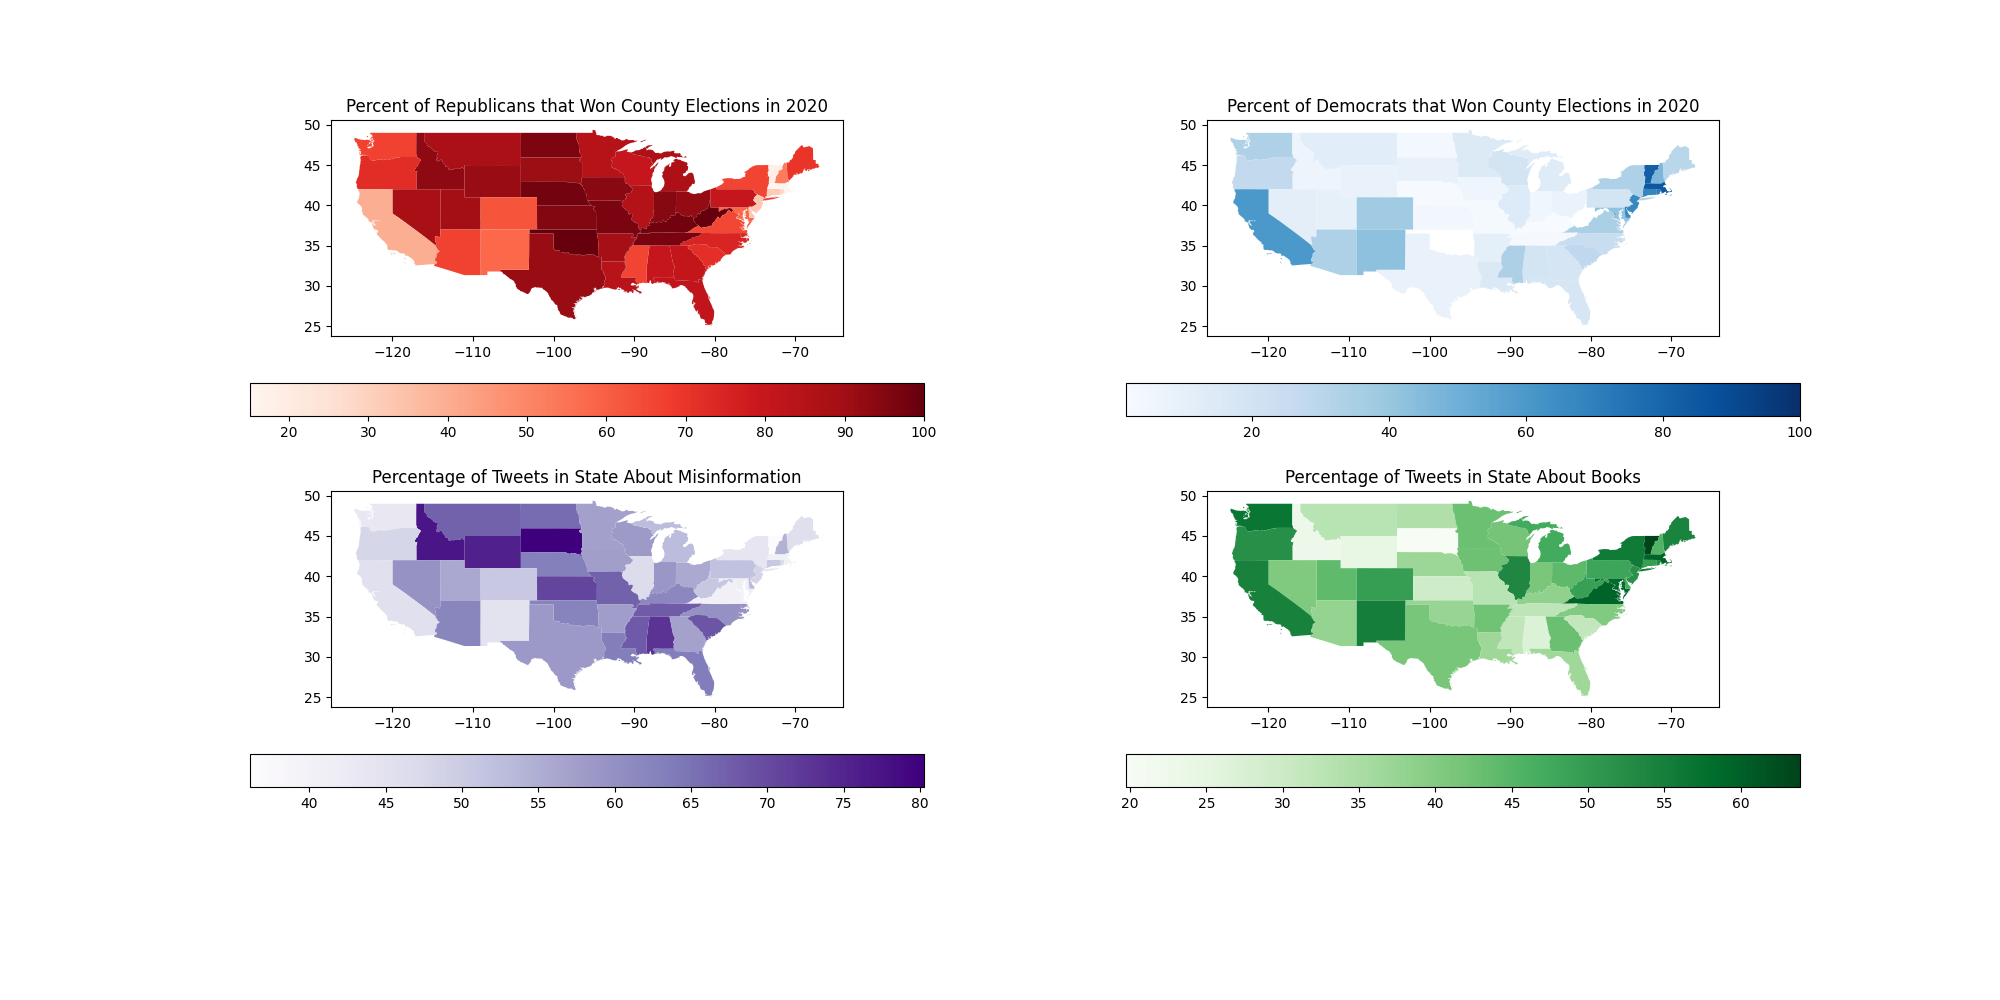 Percent of Republicans that Won County Elections in 2020
50
45
40
35
30
25
−120 −110 −100 −90 −80 −70
20 30 40 50 60 70 80 90 100
Percent of Democrats that Won County Elections in 2020
50
45
40
35
30
25
−120 −110 −100 −90 −80 −70
20 40 60 80 100
Percentage of Tweets in State About Misinformation
50
45
40
35
30
25
−120 −110 −100 −90 −80 −70
40 45 50 55 60 65 70 75 80
Percentage of Tweets in State About Books
50
45
40
35
30
25
−120 −110 −100 −90 −80 −70
20 25 30 35 40 45 50 55 60